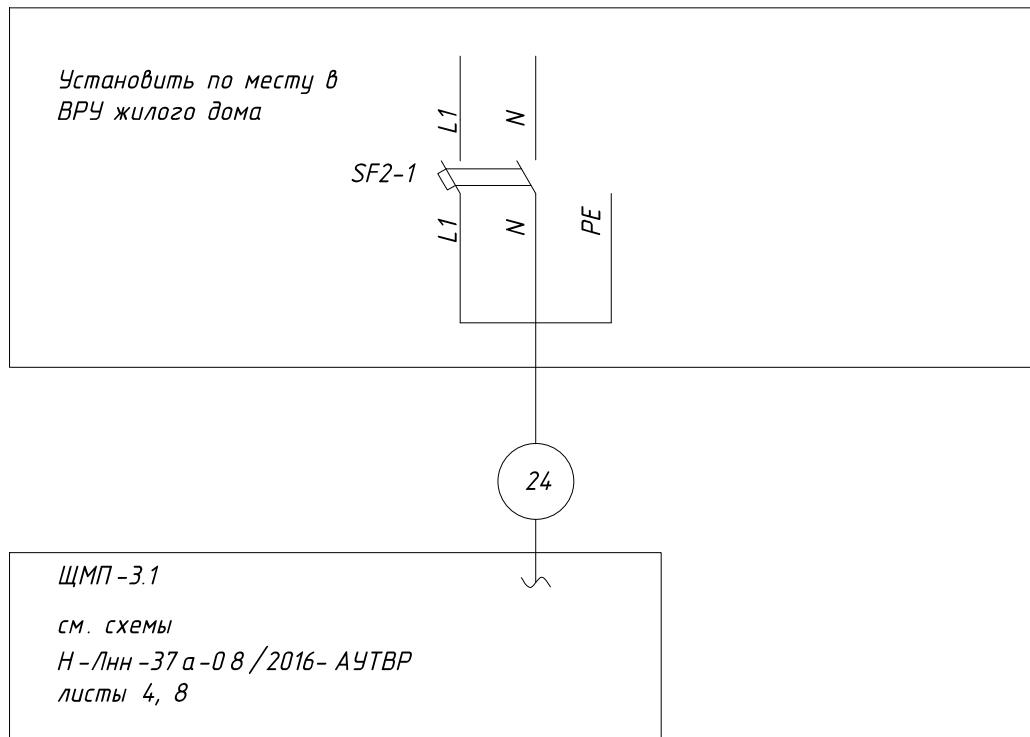 Установить по месту в
ВРУ жилого дома
L1
N
SF2-1
L1
N
PE
24
ЩМП-3.1
см. схемы
Н-Лнн-37а-08/2016-АУТВР
листы 4, 8